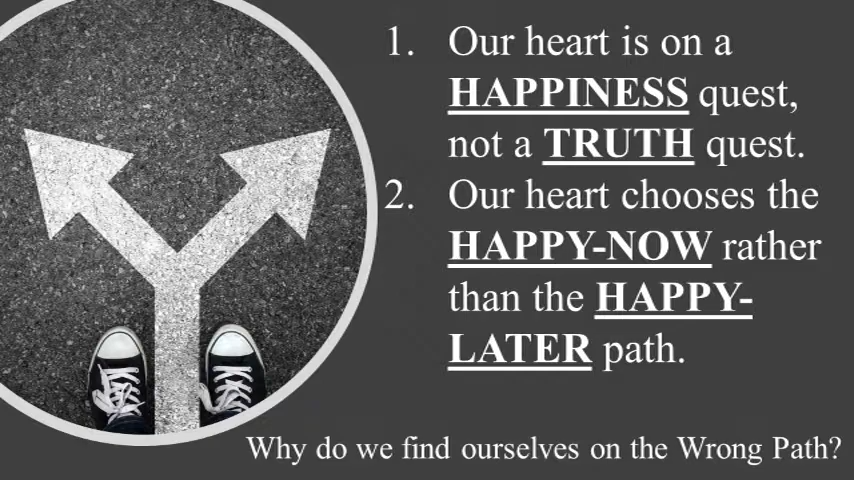 1. Our heart is on a
HAPPINESS quest,
not a TRUTH quest.
2. Our heart chooses the
HAPPY-NOW rather
than the HAPPY-
LATER path.
Why do we find ourselves on the Wrong Path?